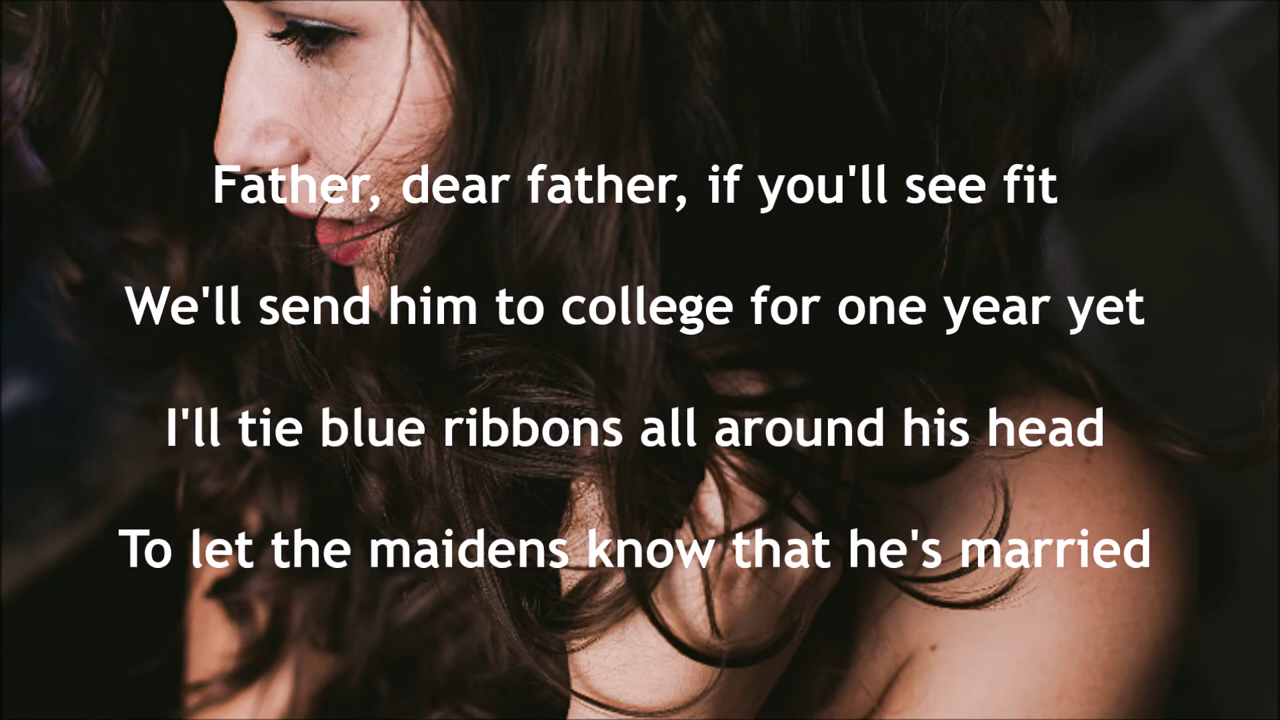 Father, dear father, if you'll see fit
We'll send him to college for one year yet
I'll tie blue ribbons all around his head
To let the maidens know that he's married